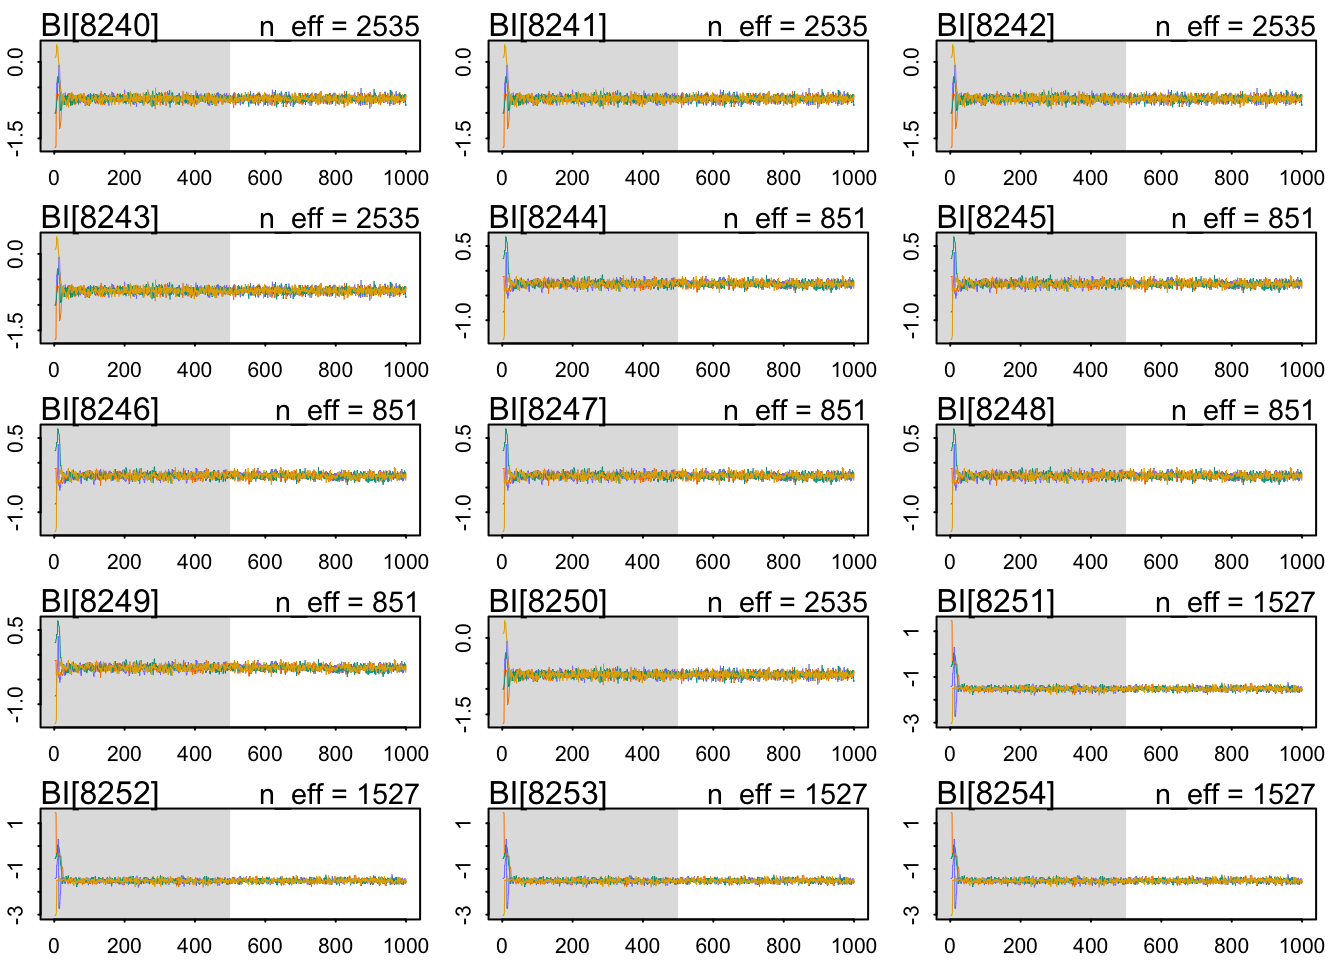 BI[8240] n_eff = 2535 BI[8241] n_eff = 2535 BI[8242] n_eff = 2535
0.0 0.0 0.0
-1.5 -1.5 -1.5
0 200 400 600 800 1000 0 200 400 600 800 1000 0 200 400 600 800 1000
BI[8243] n_eff = 2535 BI[8244] n_eff = 851 BI[8245] n_eff = 851
0.0 0.5 0.5
-1.5 -1.0 -1.0
0 200 400 600 800 1000 0 200 400 600 800 1000 0 200 400 600 800 1000
BI[8246] n_eff = 851 BI[8247] n_eff = 851 BI[8248] n_eff = 851
0.5 0.5 0.5
-1.0 -1.0 -1.0
0 200 400 600 800 1000 0 200 400 600 800 1000 0 200 400 600 800 1000
BI[8249] n_eff = 851 BI[8250] n_eff = 2535 BI[8251] n_eff = 1527
0.5 0.0 1
-1
-1.0 -1.5 -3
0 200 400 600 800 1000 0 200 400 600 800 1000 0 200 400 600 800 1000
BI[8252] n_eff = 1527 BI[8253] n_eff = 1527 BI[8254] n_eff = 1527
1 1 1
-1 -1 -1
-3 -3 -3
0 200 400 600 800 1000 0 200 400 600 800 1000 0 200 400 600 800 1000